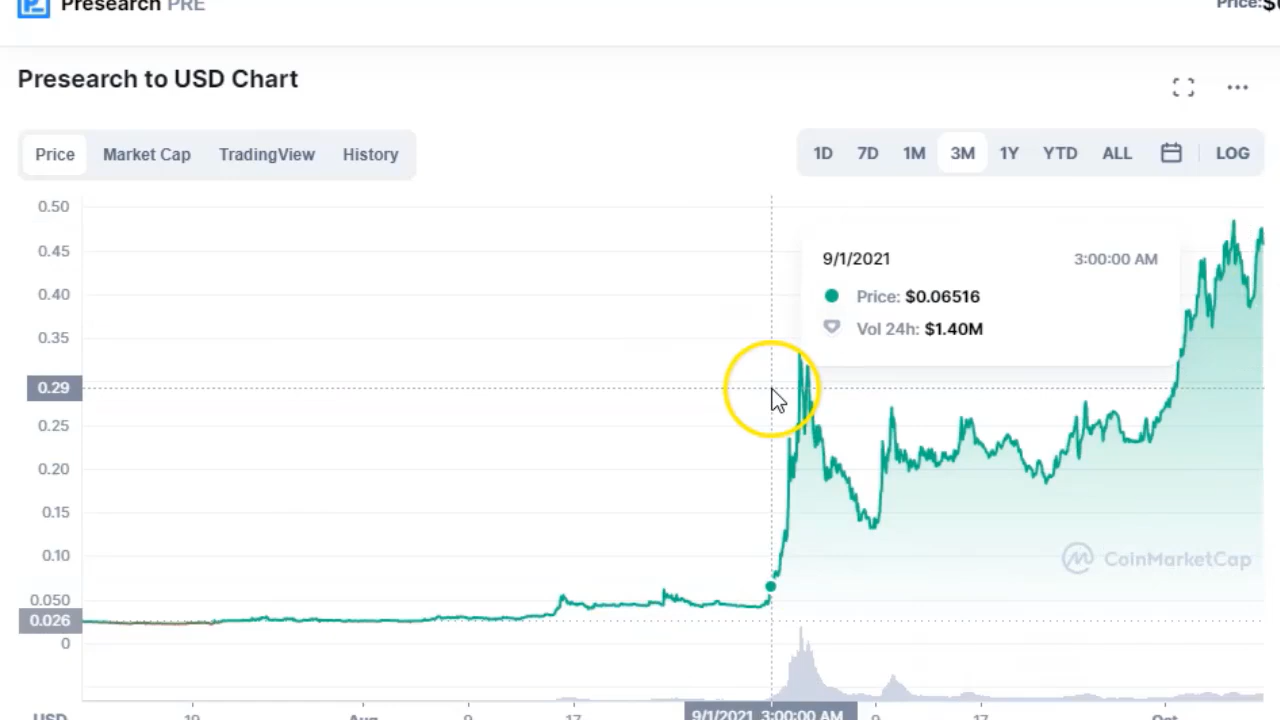 Presearch PRE
Price:$
Presearch to USD Chart
Price Market Cap TradingView History
1D 7D 1M 3M 1Y YTD ALL LOG
0.50
0.45
0.40
0.35
0.29
0.25
0.20
0.15
0.10
0.050
0.026
0
9/1/2021 3:00:00 AM
Price: $0.06516
Vol 24h: $1.40M
CoinMarketCap
USD 19 Aug 9 17 9/1/2021 3:00:00 AM 9 17 Oct